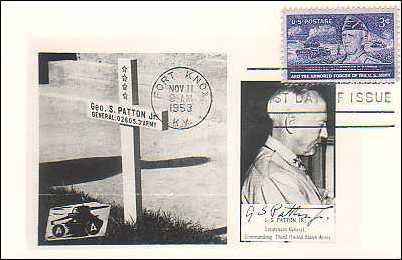 U.S. POSTAGE
3¢
AND THE ARMORED FORCES OF THE U.S. ARMY
FORT KNOX
NOV 11
9 AM
1953
KY.
ST DAY OF ISSUE
Geo. S. PATTON Jr.
GENERAL: 02605. 3rd ARMY
G S Patton Jr.
G. S. PATTON JR.
Lieutenant General,
Commanding Third United States Army